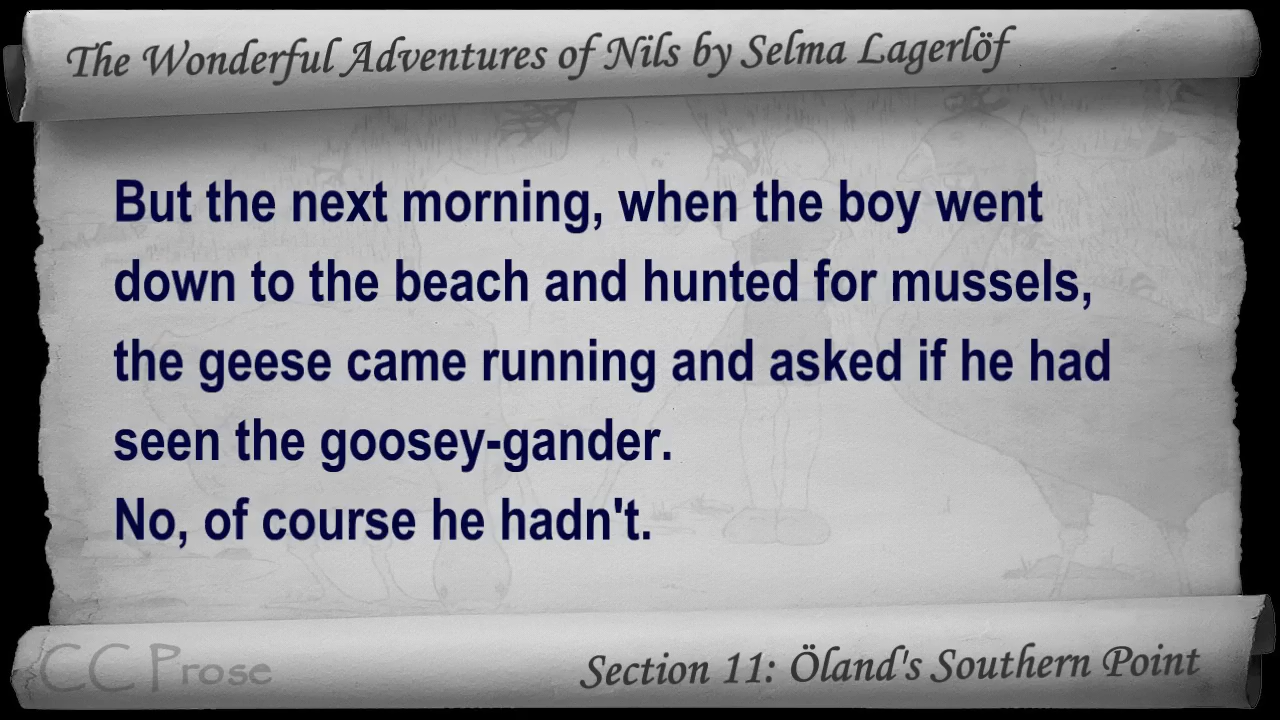 The Wonderful Adventures of Nils by Selma Lagerlöf
But the next morning, when the boy went
down to the beach and hunted for mussels,
the geese came running and asked if he had
seen the goosey-gander.
No, of course he hadn't.
CC Prose
Section 11: Öland's Southern Point